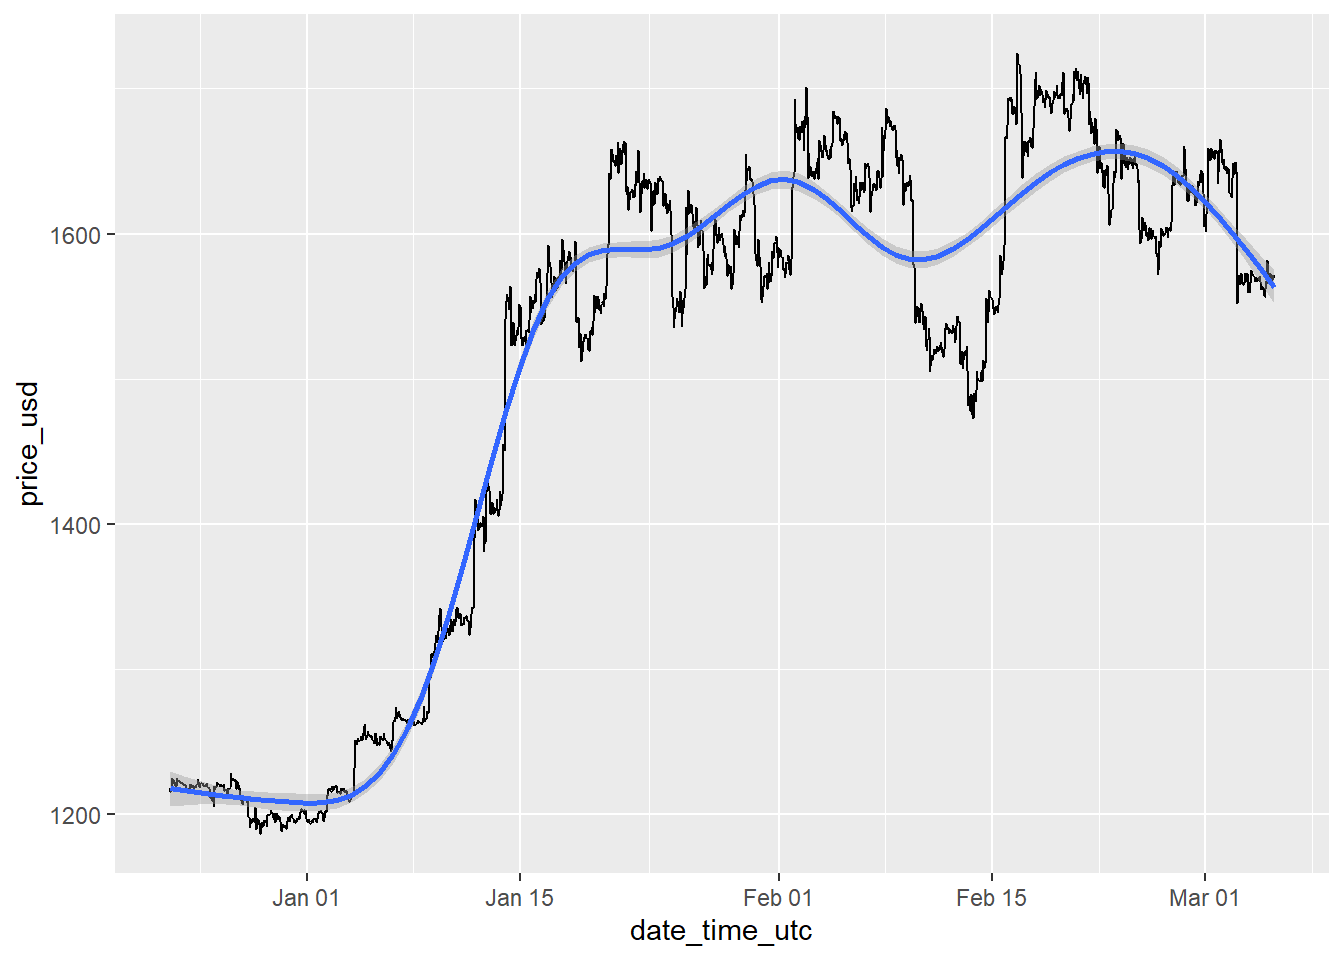 price_usd
1600
1400
1200
Jan 01
Jan 15
Feb 01
Feb 15
Mar 01
date_time_utc